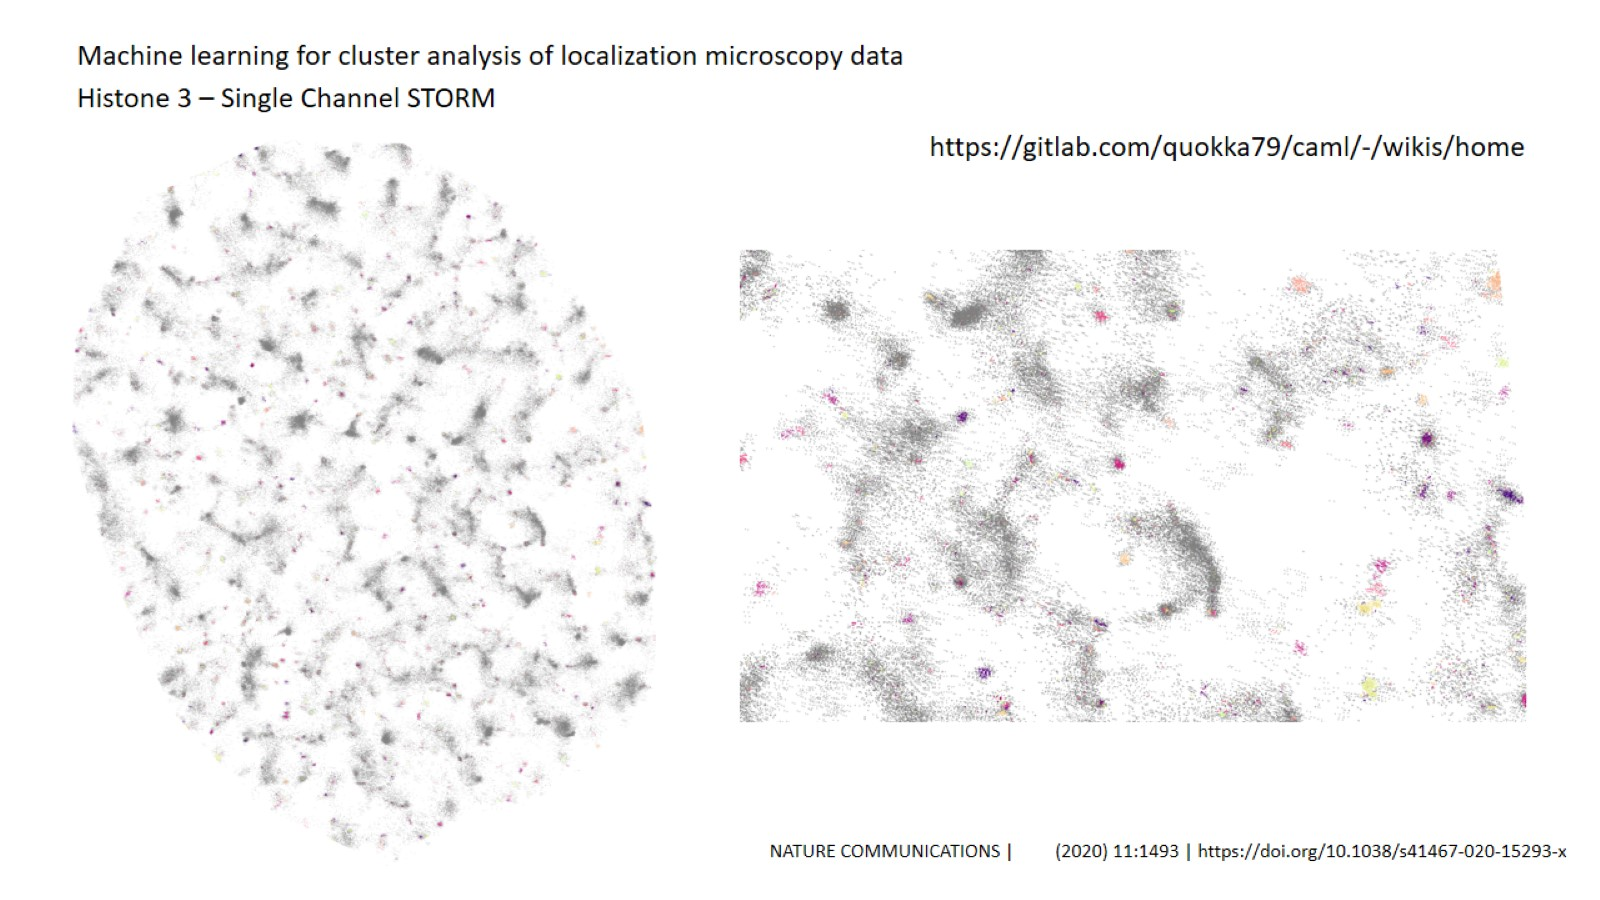 Machine learning for cluster analysis of localization microscopy data
Histone 3 – Single Channel STORM
https://gitlab.com/quokka79/caml/-/wikis/home
NATURE COMMUNICATIONS | (2020) 11:1493 | https://doi.org/10.1038/s41467-020-15293-x